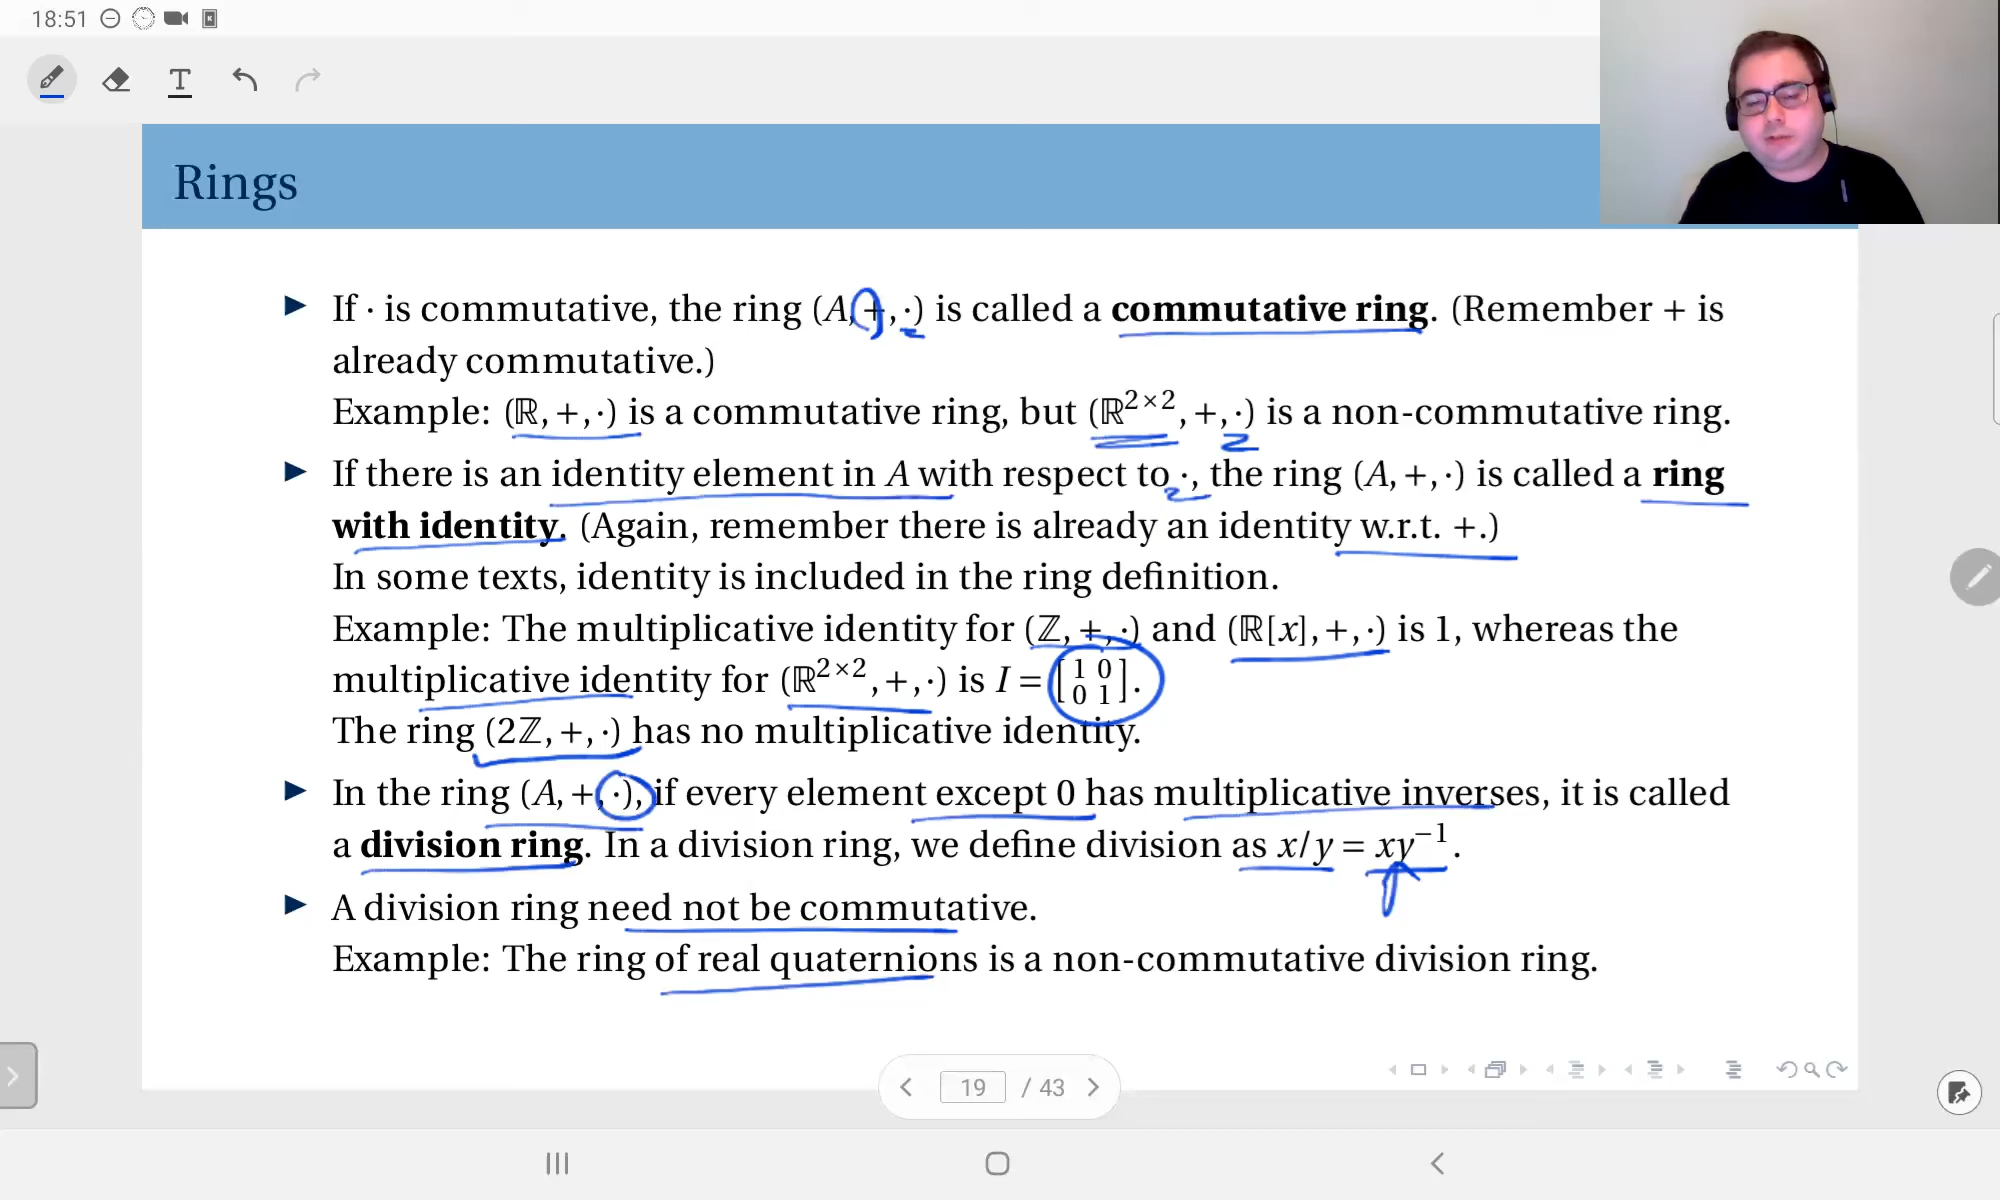 18:51
Rings
▶ If · is commutative, the ring (A, +, ·) is called a commutative ring. (Remember + is
already commutative.)
Example: (ℝ, +, ·) is a commutative ring, but (ℝ²ˣ², +, ·) is a non-commutative ring.
▶ If there is an identity element in A with respect to ·, the ring (A, +, ·) is called a ring
with identity. (Again, remember there is already an identity w.r.t. +.)
In some texts, identity is included in the ring definition.
Example: The multiplicative identity for (ℤ, +, ·) and (ℝ[x], +, ·) is 1, whereas the
multiplicative identity for (ℝ²ˣ², +, ·) is I = [1 0
0 1].
The ring (2ℤ, +, ·) has no multiplicative identity.
▶ In the ring (A, +, ·), if every element except 0 has multiplicative inverses, it is called
a division ring. In a division ring, we define division as x/y = xy⁻¹.
▶ A division ring need not be commutative.
Example: The ring of real quaternions is a non-commutative division ring.
19 / 43